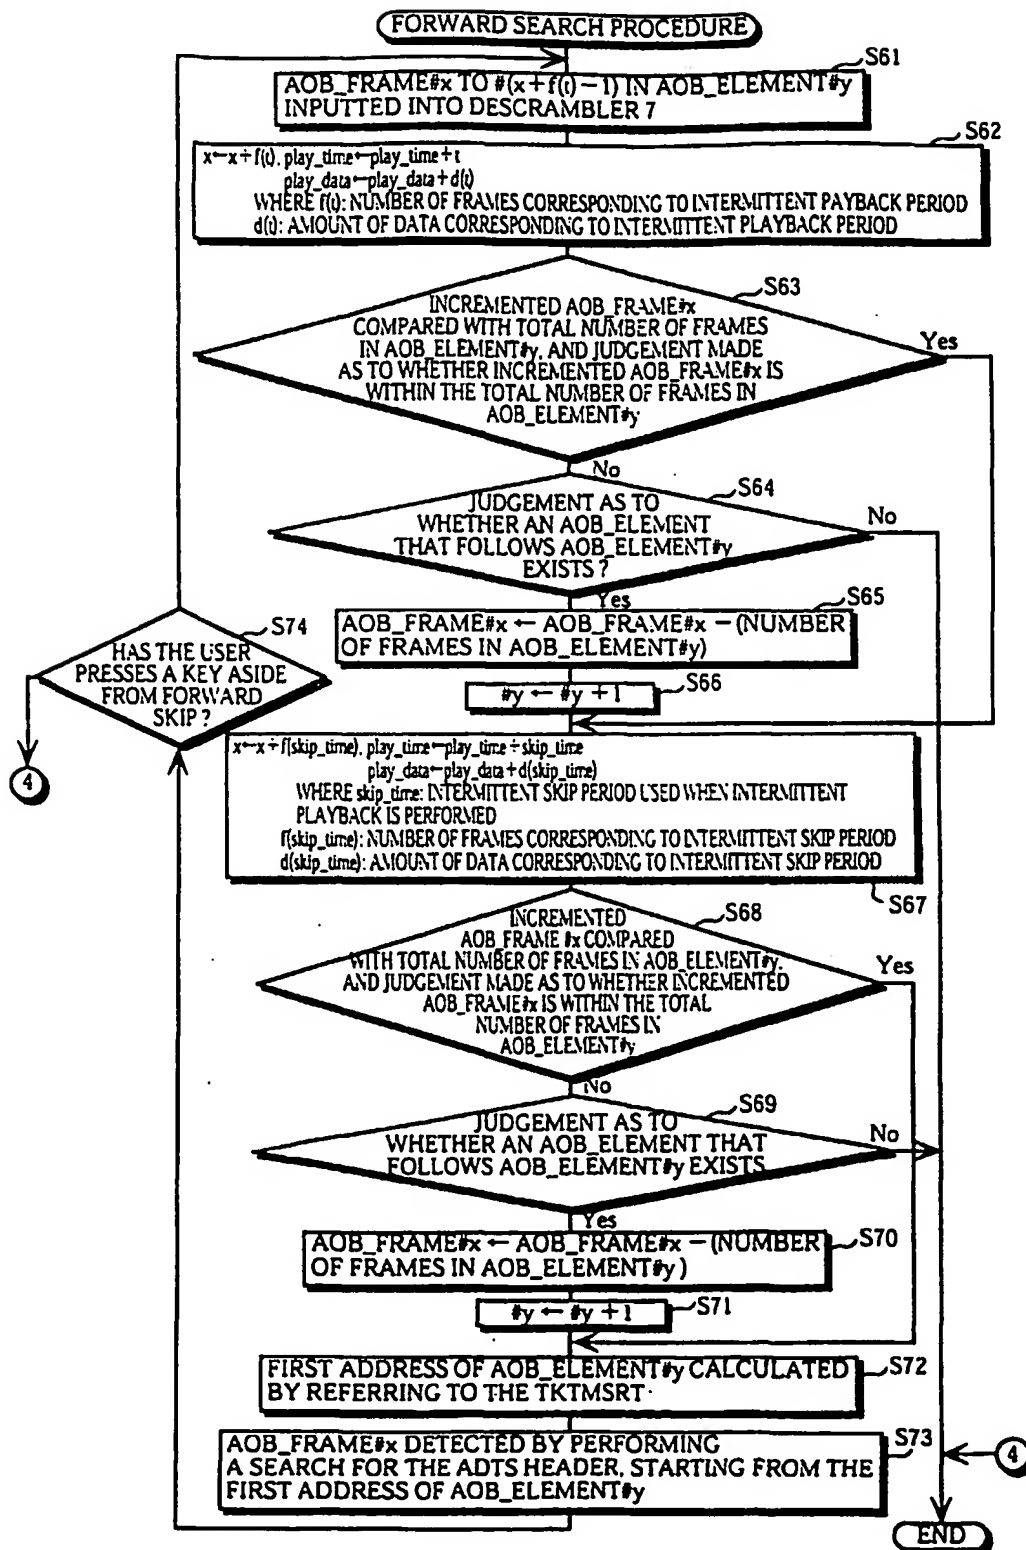 FORWARD SEARCH PROCEDURE
S61
AOB_FRAME#x TO #(x+f(t)−1) IN AOB_ELEMENT#y
INPUTTED INTO DESCRAMBLER 7
S62
x←x+f(t), play_time←play_time+t
play_data←play_data+d(t)
WHERE f(t): NUMBER OF FRAMES CORRESPONDING TO INTERMITTENT PAYBACK PERIOD
d(t): AMOUNT OF DATA CORRESPONDING TO INTERMITTENT PLAYBACK PERIOD
S63
INCREMENTED AOB_FRAME#x
COMPARED WITH TOTAL NUMBER OF FRAMES
IN AOB_ELEMENT#y, AND JUDGEMENT MADE
AS TO WHETHER INCREMENTED AOB_FRAME#x IS
WITHIN THE TOTAL NUMBER OF FRAMES IN
AOB_ELEMENT#y
Yes
No
S64
JUDGEMENT AS TO
WHETHER AN AOB_ELEMENT
THAT FOLLOWS AOB_ELEMENT#y
EXISTS ?
No
Yes
S65
AOB_FRAME#x ← AOB_FRAME#x − (NUMBER
OF FRAMES IN AOB_ELEMENT#y)
S66
#y ← #y + 1
S74
HAS THE USER
PRESSES A KEY ASIDE
FROM FORWARD
SKIP ?
4
x←x+f(skip_time), play_time←play_time+skip_time
play_data←play_data+d(skip_time)
WHERE skip_time: INTERMITTENT SKIP PERIOD USED WHEN INTERMITTENT
PLAYBACK IS PERFORMED
f(skip_time): NUMBER OF FRAMES CORRESPONDING TO INTERMITTENT SKIP PERIOD
d(skip_time): AMOUNT OF DATA CORRESPONDING TO INTERMITTENT SKIP PERIOD
S67
S68
INCREMENTED
AOB_FRAME #x COMPARED
WITH TOTAL NUMBER OF FRAMES IN AOB_ELEMENT#y,
AND JUDGEMENT MADE AS TO WHETHER INCREMENTED
AOB_FRAME#x IS WITHIN THE TOTAL
NUMBER OF FRAMES IN
AOB_ELEMENT#y
Yes
No
S69
JUDGEMENT AS TO
WHETHER AN AOB_ELEMENT THAT
FOLLOWS AOB_ELEMENT#y EXISTS
No
Yes
S70
AOB_FRAME#x ← AOB_FRAME#x − (NUMBER
OF FRAMES IN AOB_ELEMENT#y )
S71
#y ← #y + 1
S72
FIRST ADDRESS OF AOB_ELEMENT#y CALCULATED
BY REFERRING TO THE TKTMSRT
S73
AOB_FRAME#x DETECTED BY PERFORMING
A SEARCH FOR THE ADTS HEADER, STARTING FROM THE
FIRST ADDRESS OF AOB_ELEMENT#y
4
END